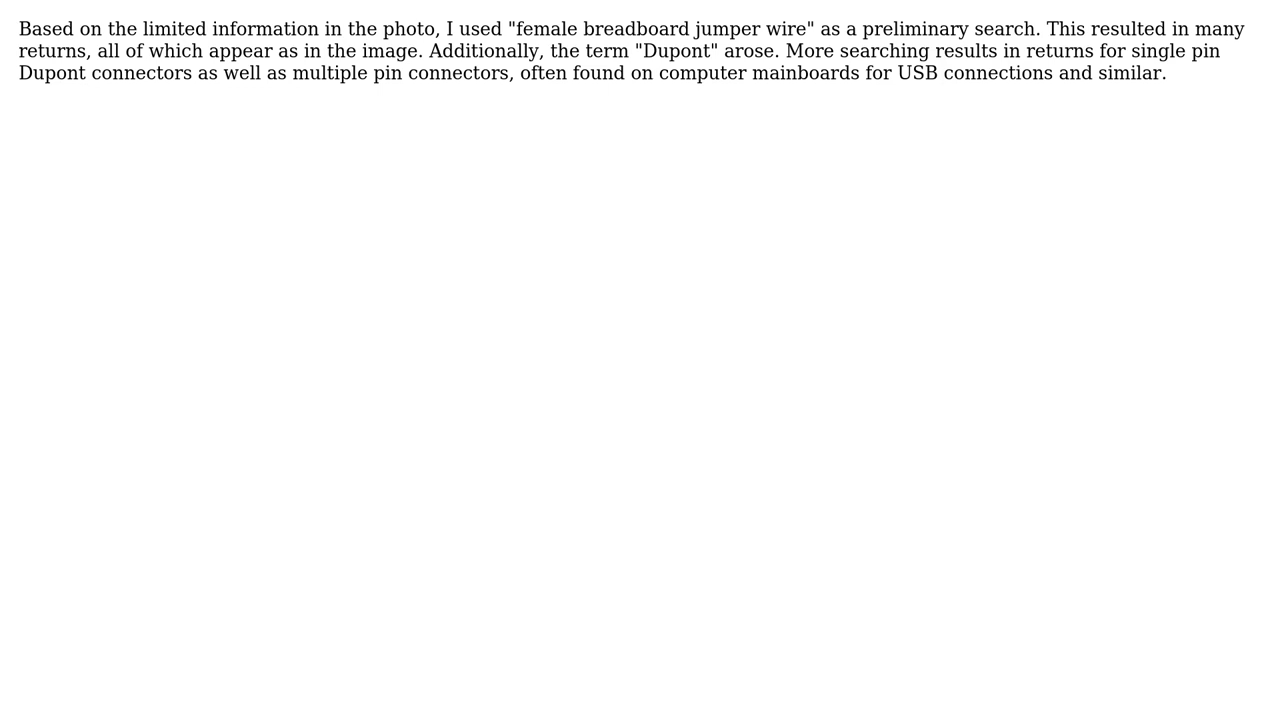 Based on the limited information in the photo, I used "female breadboard jumper wire" as a preliminary search. This resulted in many
returns, all of which appear as in the image. Additionally, the term "Dupont" arose. More searching results in returns for single pin
Dupont connectors as well as multiple pin connectors, often found on computer mainboards for USB connections and similar.